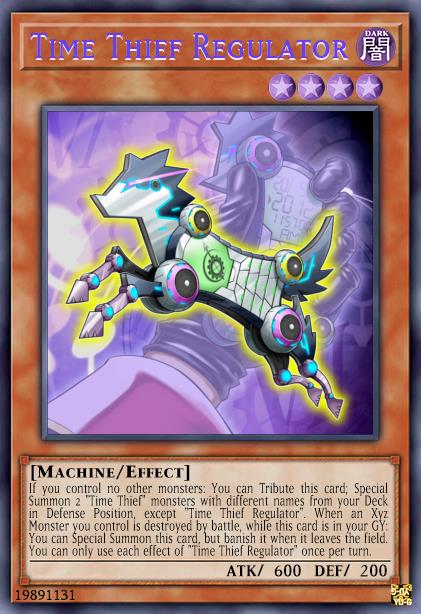 Time Thief Regulator
DARK
闇
[Machine/Effect]
If you control no other monsters: You can Tribute this card; Special
Summon 2 "Time Thief" monsters with different names from your Deck
in Defense Position, except "Time Thief Regulator". When an Xyz
Monster you control is destroyed by battle, while this card is in your GY:
You can Special Summon this card, but banish it when it leaves the field.
You can only use each effect of "Time Thief Regulator" once per turn.
ATK/ 600 DEF/ 200
19891131